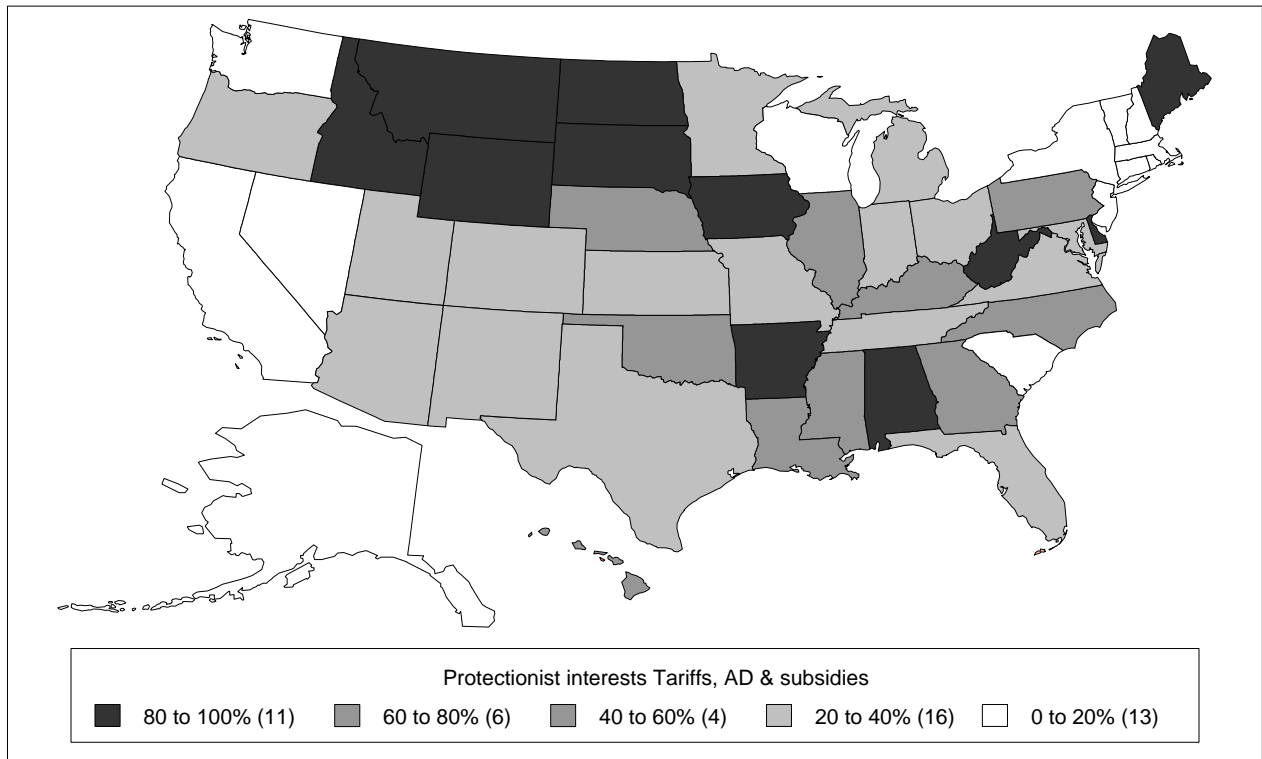 Protectionist interests Tariffs, AD & subsidies
80 to 100% (11) 60 to 80% (6) 40 to 60% (4) 20 to 40% (16) 0 to 20% (13)